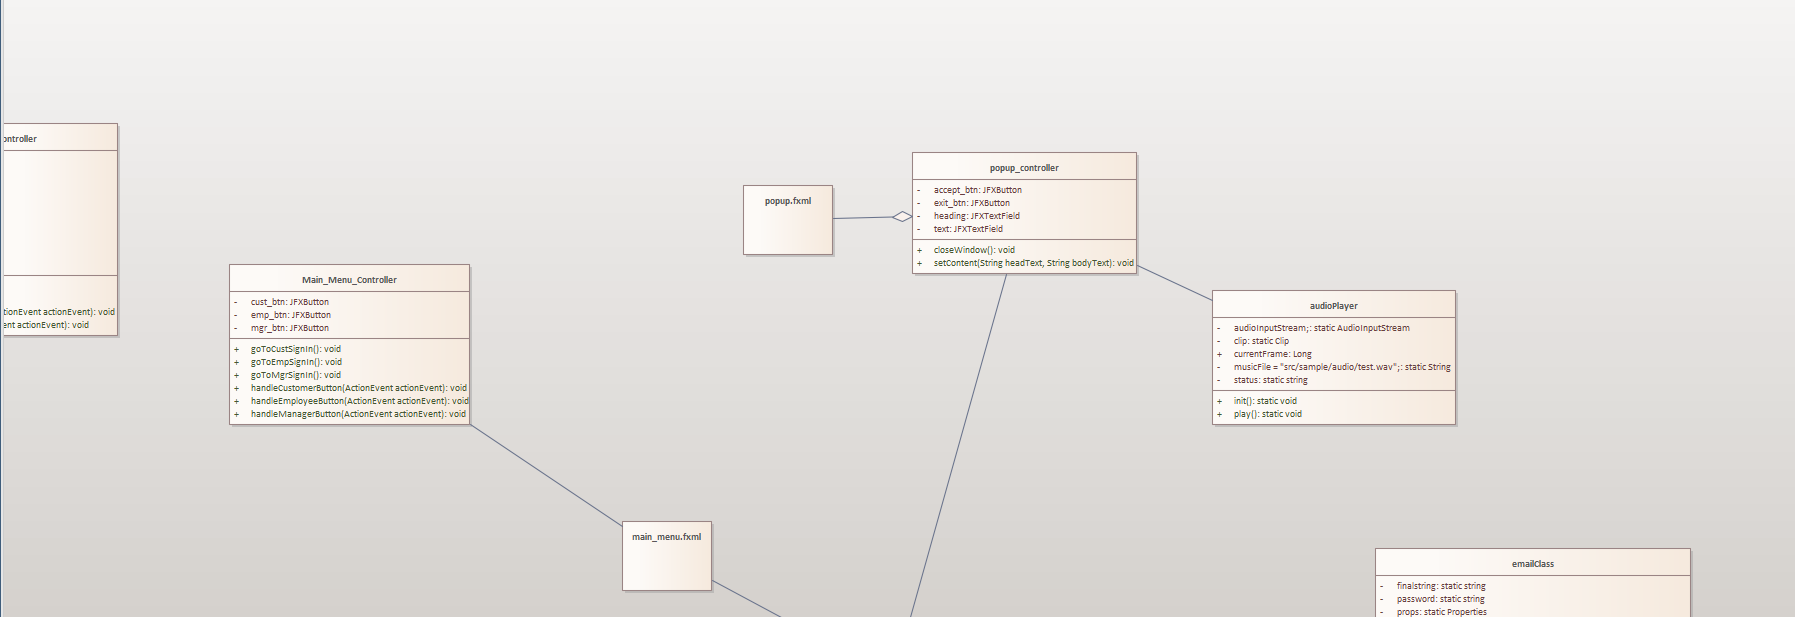 ontroller
tionEvent actionEvent): void
ent actionEvent): void
Main_Menu_Controller
- cust_btn: JFXButton
- emp_btn: JFXButton
- mgr_btn: JFXButton
+ goToCustSignIn(): void
+ goToEmpSignIn(): void
+ goToMgrSignIn(): void
+ handleCustomerButton(ActionEvent actionEvent): void
+ handleEmployeeButton(ActionEvent actionEvent): void
+ handleManagerButton(ActionEvent actionEvent): void
main_menu.fxml
popup.fxml
popup_controller
- accept_btn: JFXButton
- exit_btn: JFXButton
- heading: JFXTextField
- text: JFXTextField
+ closeWindow(): void
+ setContent(String headText, String bodyText): void
audioPlayer
- audioInputStream;: static AudioInputStream
- clip: static Clip
+ currentFrame: Long
- musicFile = "src/sample/audio/test.wav";: static String
- status: static string
+ init(): static void
+ play(): static void
emailClass
- finalstring: static string
- password: static string
- props: static Properties